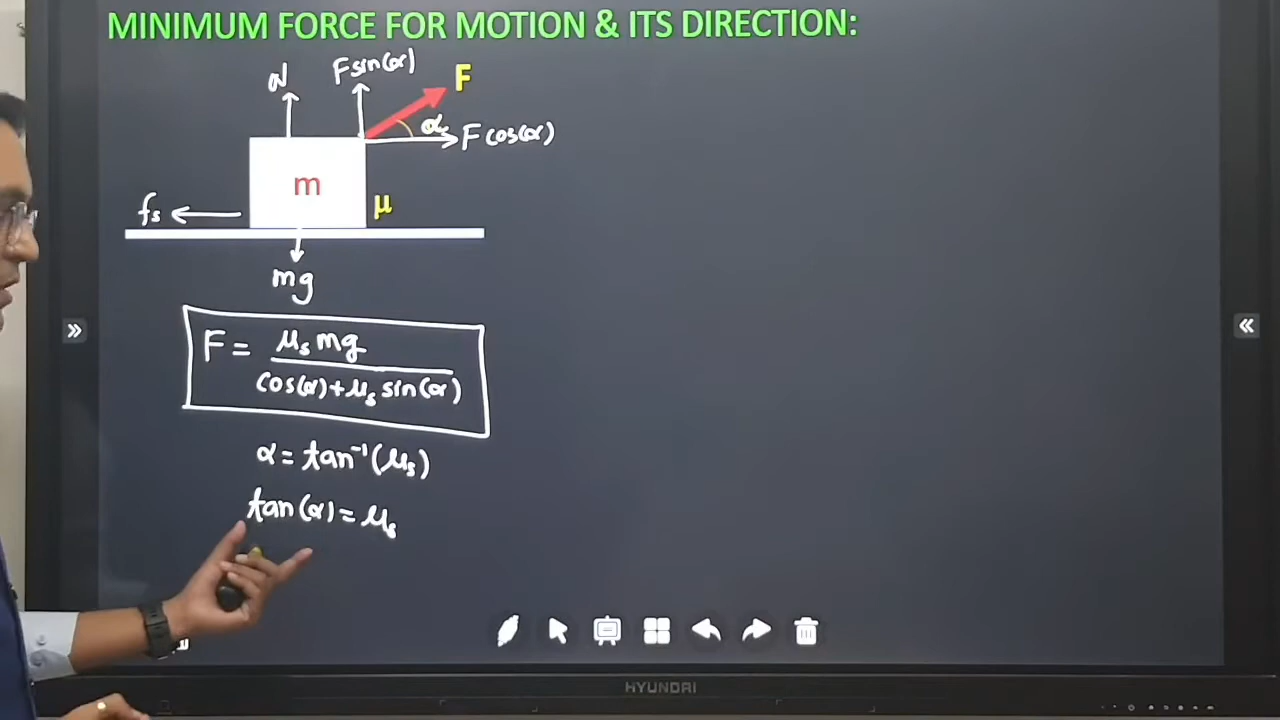 MINIMUM FORCE FOR MOTION & ITS DIRECTION:
N
F sin(α)
F
α
F cos(α)
m
μ
fs
mg
F = μs mg / cos(α)+μs sin(α)
α = tan⁻¹(μs)
tan(α) = μs
HYUNDAI